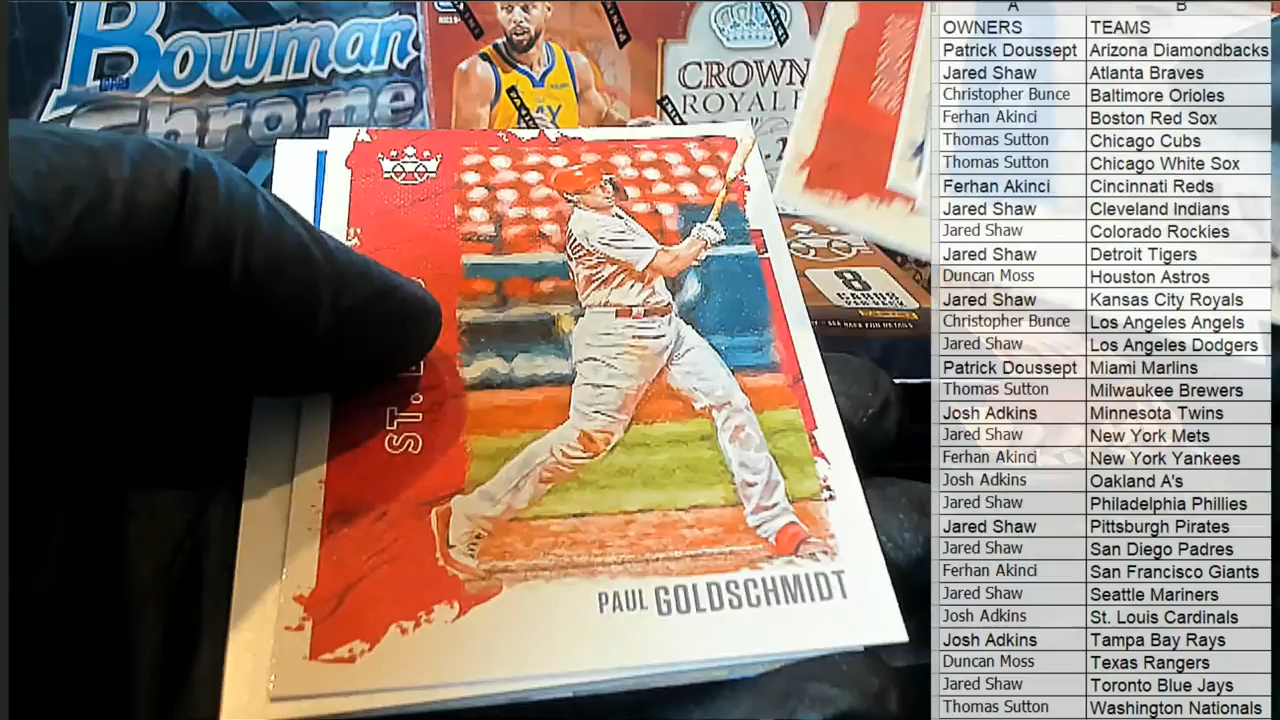 Bowman
TOPPS
Chrome
CROWN
ROYALE
8
CARDS
SEE BACK FOR DETAILS
ST.
PAUL GOLDSCHMIDT
A B
OWNERS TEAMS
Patrick Doussept Arizona Diamondbacks
Jared Shaw Atlanta Braves
Christopher Bunce Baltimore Orioles
Ferhan Akinci Boston Red Sox
Thomas Sutton Chicago Cubs
Thomas Sutton Chicago White Sox
Ferhan Akinci Cincinnati Reds
Jared Shaw Cleveland Indians
Jared Shaw Colorado Rockies
Jared Shaw Detroit Tigers
Duncan Moss Houston Astros
Jared Shaw Kansas City Royals
Christopher Bunce Los Angeles Angels
Jared Shaw Los Angeles Dodgers
Patrick Doussept Miami Marlins
Thomas Sutton Milwaukee Brewers
Josh Adkins Minnesota Twins
Jared Shaw New York Mets
Ferhan Akinci New York Yankees
Josh Adkins Oakland A's
Jared Shaw Philadelphia Phillies
Jared Shaw Pittsburgh Pirates
Jared Shaw San Diego Padres
Ferhan Akinci San Francisco Giants
Jared Shaw Seattle Mariners
Josh Adkins St. Louis Cardinals
Josh Adkins Tampa Bay Rays
Duncan Moss Texas Rangers
Jared Shaw Toronto Blue Jays
Thomas Sutton Washington Nationals